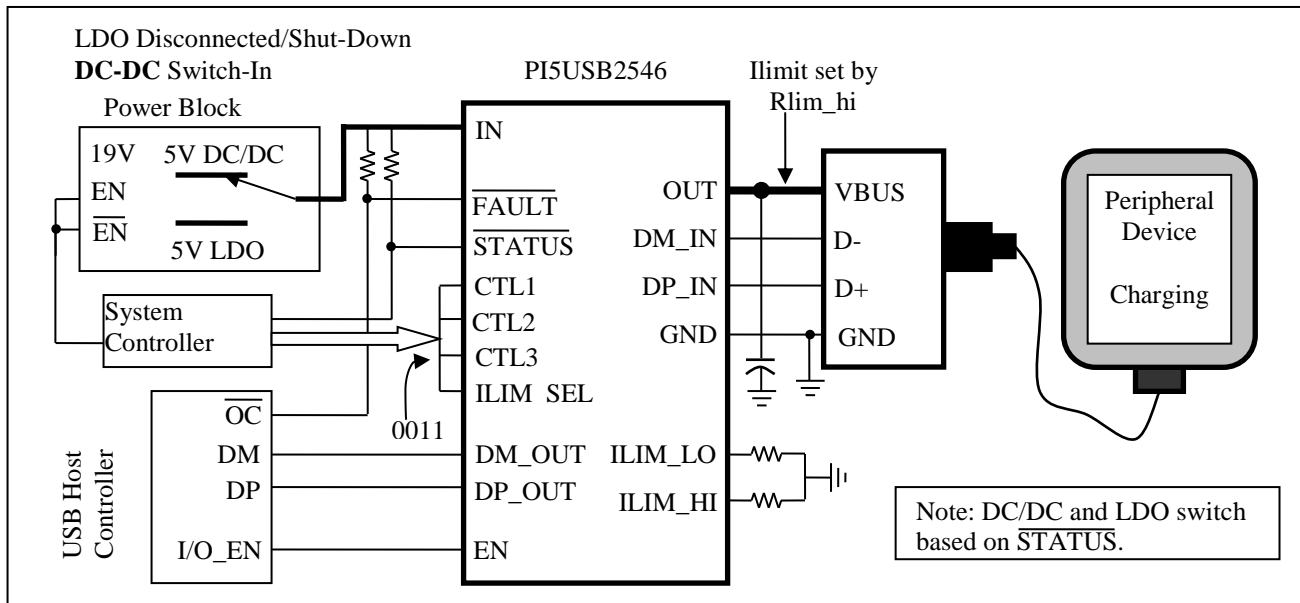 LDO Disconnected/Shut-Down
DC-DC Switch-In
Power Block
19V
5V DC/DC
EN
EN
5V LDO
System
Controller
USB Host
Controller
OC
DM
DP
I/O_EN
0011
PI5USB2546
IN
FAULT
STATUS
CTL1
CTL2
CTL3
ILIM SEL
DM_OUT
DP_OUT
EN
OUT
DM_IN
DP_IN
GND
ILIM_LO
ILIM_HI
Ilimit set by
Rlim_hi
VBUS
D-
D+
GND
Peripheral
Device
Charging
Note: DC/DC and LDO switch
based on STATUS.